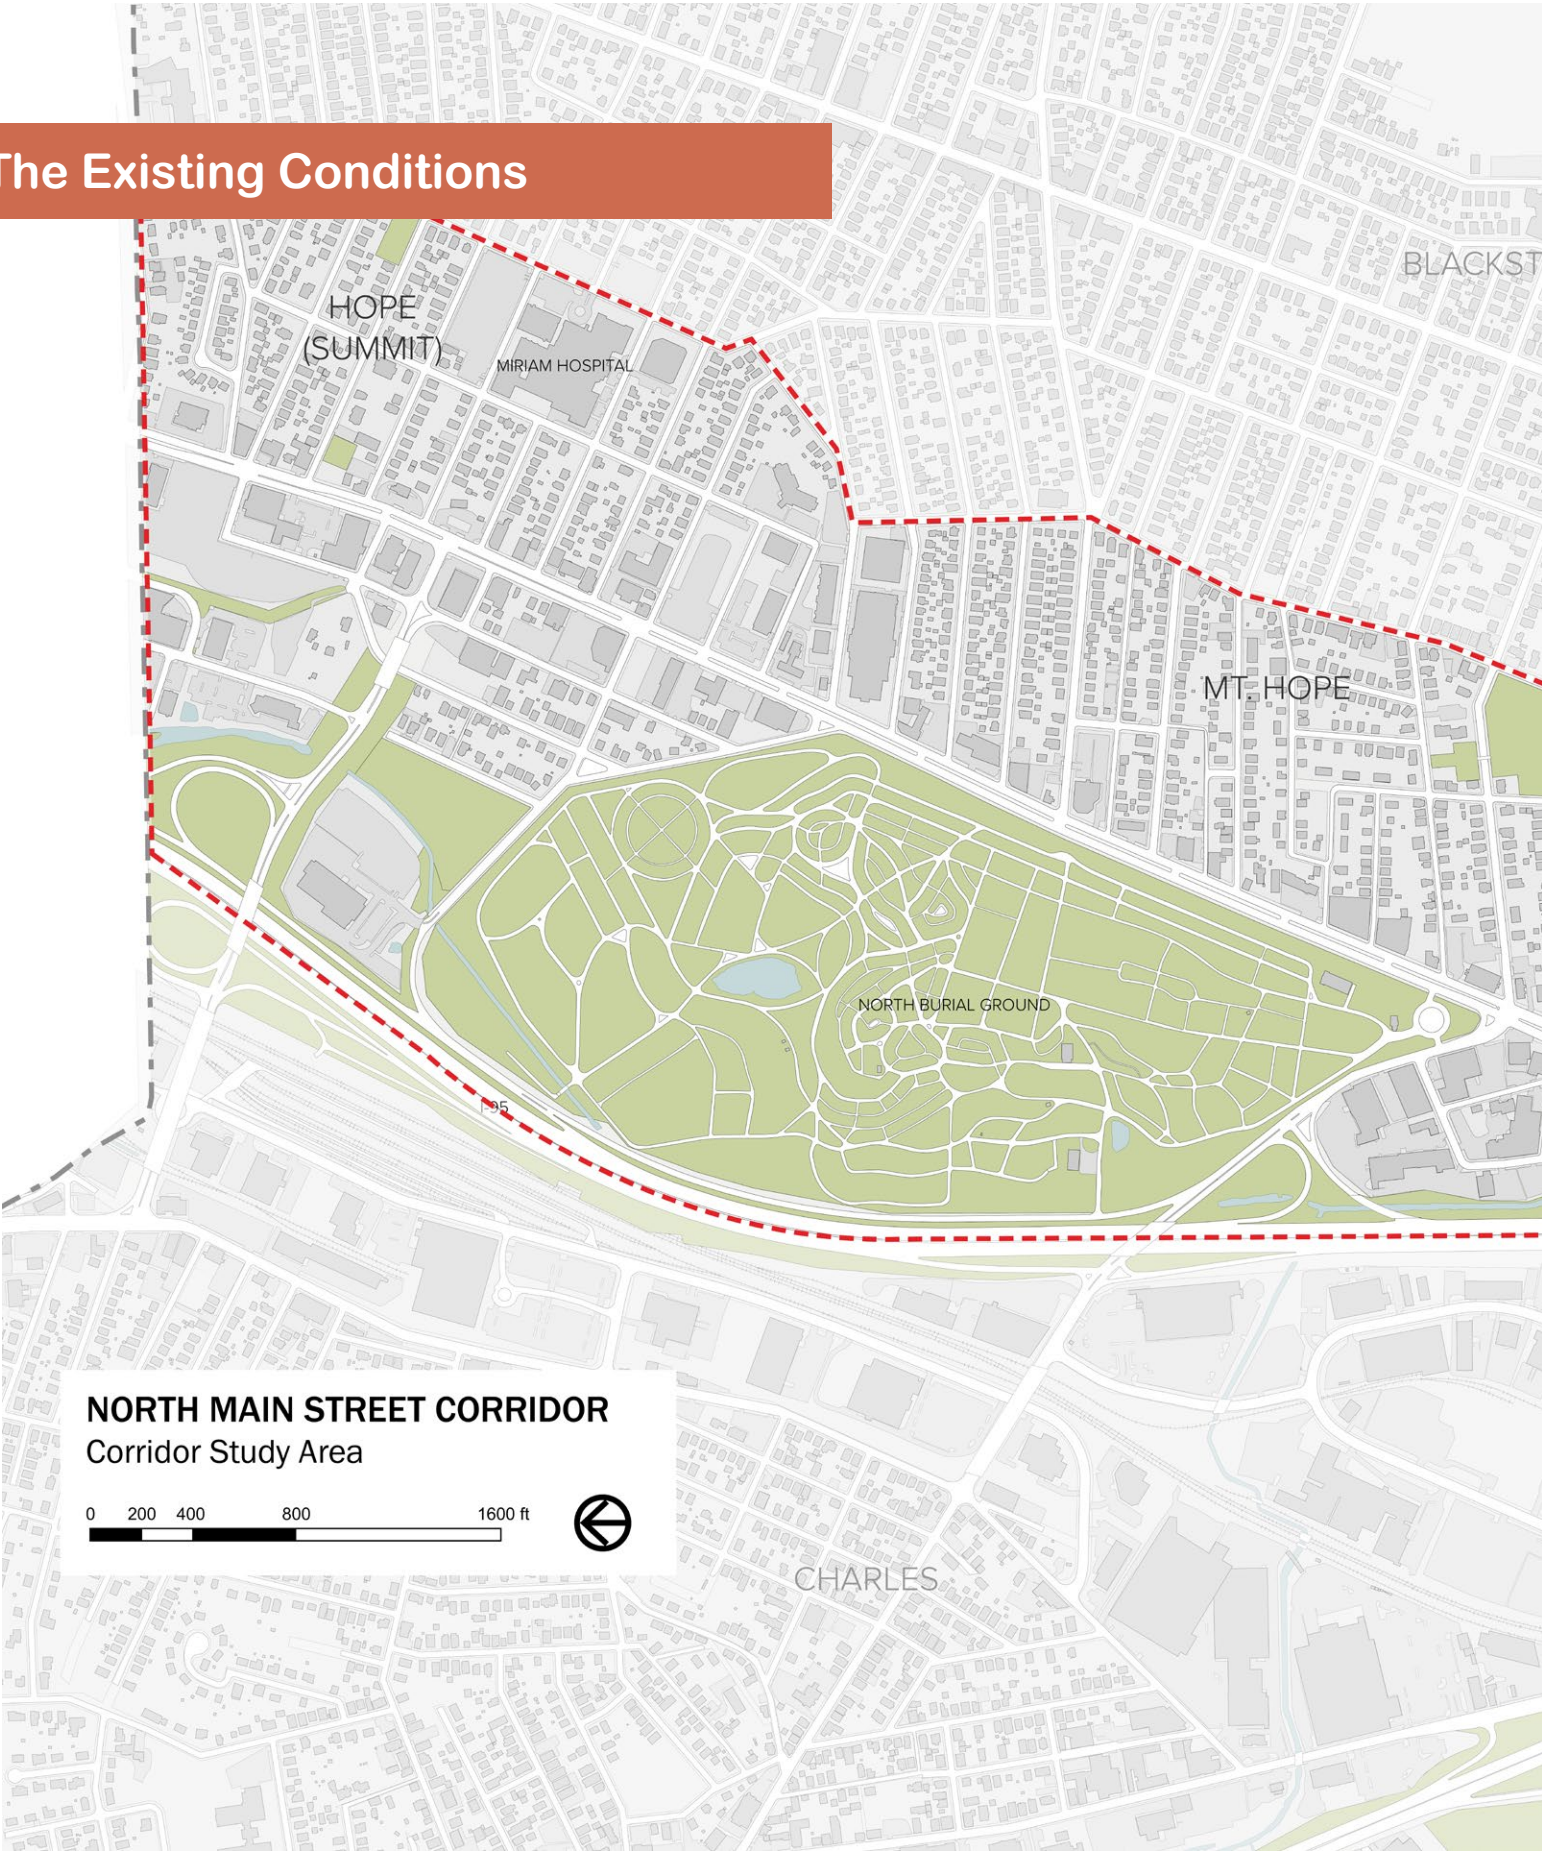 The Existing Conditions
BLACKST
HOPE
(SUMMIT)
MIRIAM HOSPITAL
MT. HOPE
NORTH BURIAL GROUND
I-95
NORTH MAIN STREET CORRIDOR
Corridor Study Area
0 200 400 800 1600 ft
CHARLES